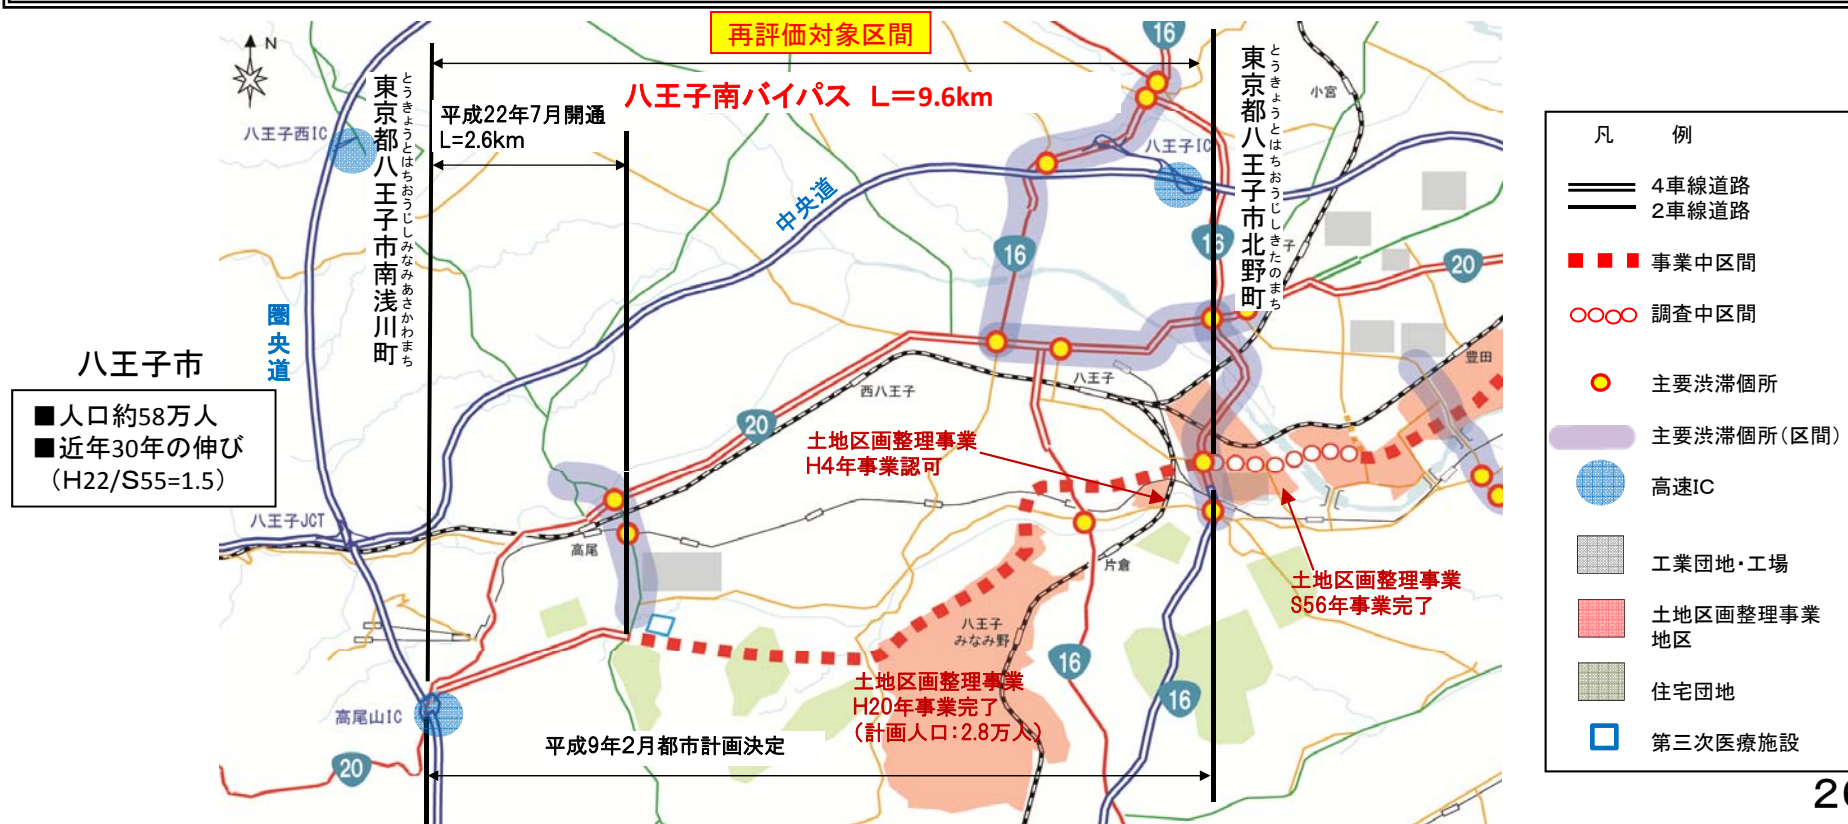 再評価対象区間
八王子南バイパス L=9.6km
平成22年7月開通
L=2.6km
N
東京都八王子市南浅川町
とうきょうとはちおうじしみなみあさかわまち
東京都八王子市北野町
とうきょうとはちおうじしきたのまち
八王子西IC
八王子IC
小宮
中央道
圏央道
16
16
16
20
子
豊田
八王子市
■人口約58万人
■近年30年の伸び
(H22/S55=1.5)
西八王子
八王子
20
土地区画整理事業
H4年事業認可
八王子JCT
高尾
片倉
土地区画整理事業
S56年事業完了
八王子
みなみ野
16
16
土地区画整理事業
H20年事業完了
(計画人口:2.8万人)
高尾山IC
20
平成9年2月都市計画決定
凡 例
4車線道路
2車線道路
事業中区間
調査中区間
主要渋滞個所
主要渋滞個所(区間)
高速IC
工業団地・工場
土地区画整理事業
地区
住宅団地
第三次医療施設